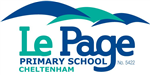 Le Page
PRIMARY SCHOOL No. 5422
CHELTENHAM